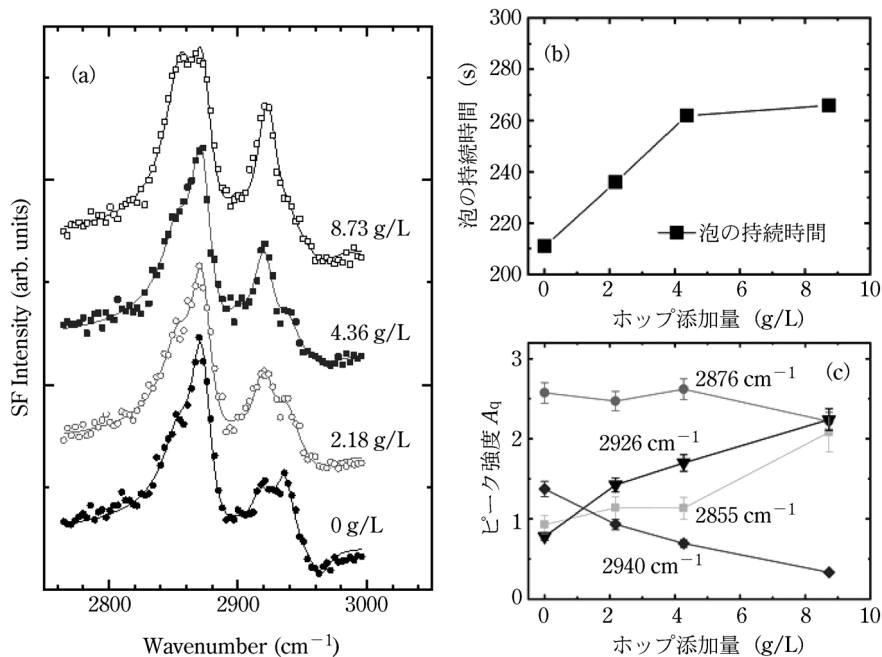 (a)
SF Intensity (arb. units)
8.73 g/L
4.36 g/L
2.18 g/L
0 g/L
2800 2900 3000
Wavenumber (cm⁻¹)
(b)
泡の持続時間 (s)
280
260
240
220
210
200
泡の持続時間
0 2 4 6 8 10
ホップ添加量 (g/L)
(c)
ピーク強度 Aq
3
2
1
0
2876 cm⁻¹
2926 cm⁻¹
2855 cm⁻¹
2940 cm⁻¹
0 2 4 6 8 10
ホップ添加量 (g/L)